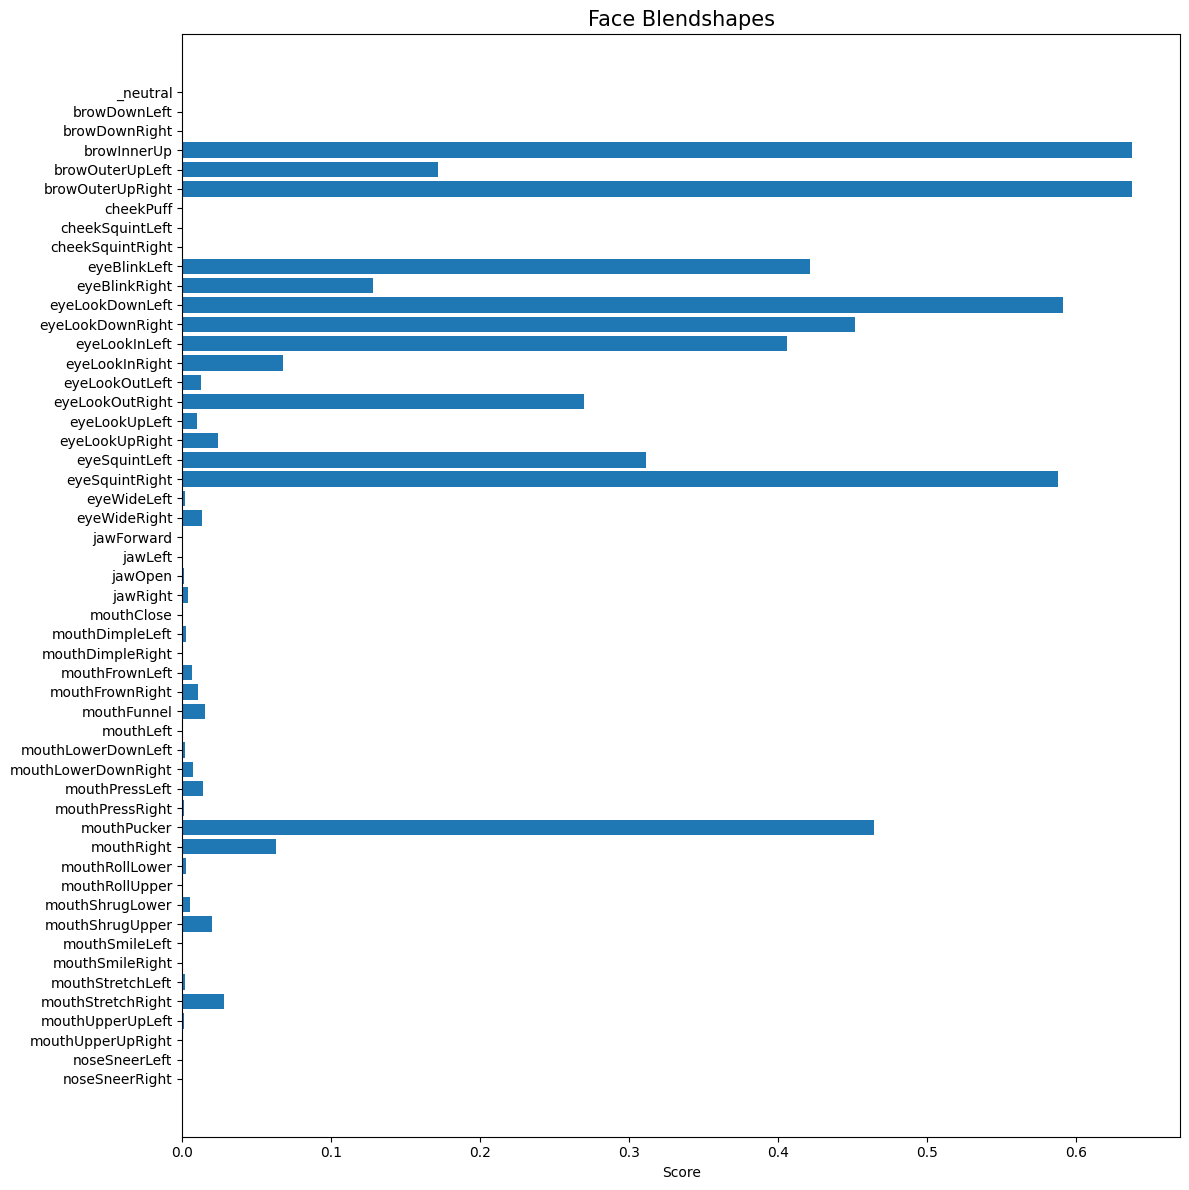 Face Blendshapes
_neutral
browDownLeft
browDownRight
browInnerUp
browOuterUpLeft
browOuterUpRight
cheekPuff
cheekSquintLeft
cheekSquintRight
eyeBlinkLeft
eyeBlinkRight
eyeLookDownLeft
eyeLookDownRight
eyeLookInLeft
eyeLookInRight
eyeLookOutLeft
eyeLookOutRight
eyeLookUpLeft
eyeLookUpRight
eyeSquintLeft
eyeSquintRight
eyeWideLeft
eyeWideRight
jawForward
jawLeft
jawOpen
jawRight
mouthClose
mouthDimpleLeft
mouthDimpleRight
mouthFrownLeft
mouthFrownRight
mouthFunnel
mouthLeft
mouthLowerDownLeft
mouthLowerDownRight
mouthPressLeft
mouthPressRight
mouthPucker
mouthRight
mouthRollLower
mouthRollUpper
mouthShrugLower
mouthShrugUpper
mouthSmileLeft
mouthSmileRight
mouthStretchLeft
mouthStretchRight
mouthUpperUpLeft
mouthUpperUpRight
noseSneerLeft
noseSneerRight
0.0 0.1 0.2 0.3 0.4 0.5 0.6
Score